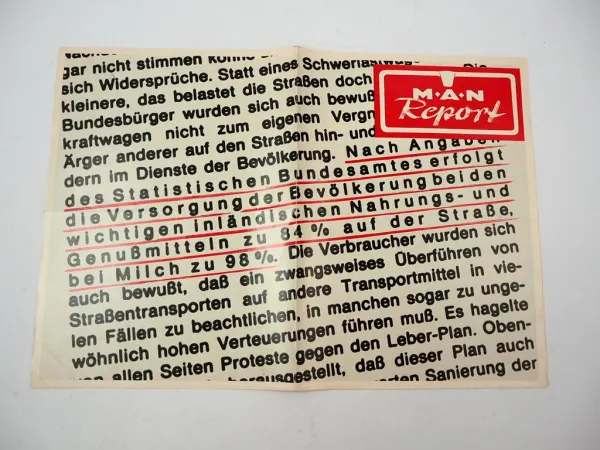 gar nicht stimmen
sich Widersprüche. Statt eines Schwerlastwagens
kleinere, das belastet die Straßen doch
Bundesbürger wurden sich auch bewuß
kraftwagen nicht zum eigenen Vergn
Ärger anderer auf den Straßen hin- und
dern im Dienste der Bevölkerung. Nach Angaben
des Statistischen Bundesamtes erfolgt
die Versorgung der Bevölkerung bei den
wichtigen inländischen Nahrungs- und
Genußmitteln zu 84% auf der Straße,
bei Milch zu 98%. Die Verbraucher wurden sich
auch bewußt, daß ein zwangsweises Überführen von
Straßentransporten auf andere Transportmittel in vie-
len Fällen zu beachtlichen, in manchen sogar zu unge-
wöhnlich hohen Verteuerungen führen muß. Es hagelte
von allen Seiten Proteste gegen den Leber-Plan. Oben-
herausgestellt, daß dieser Plan auch
Sanierung der
M·A·N
Report